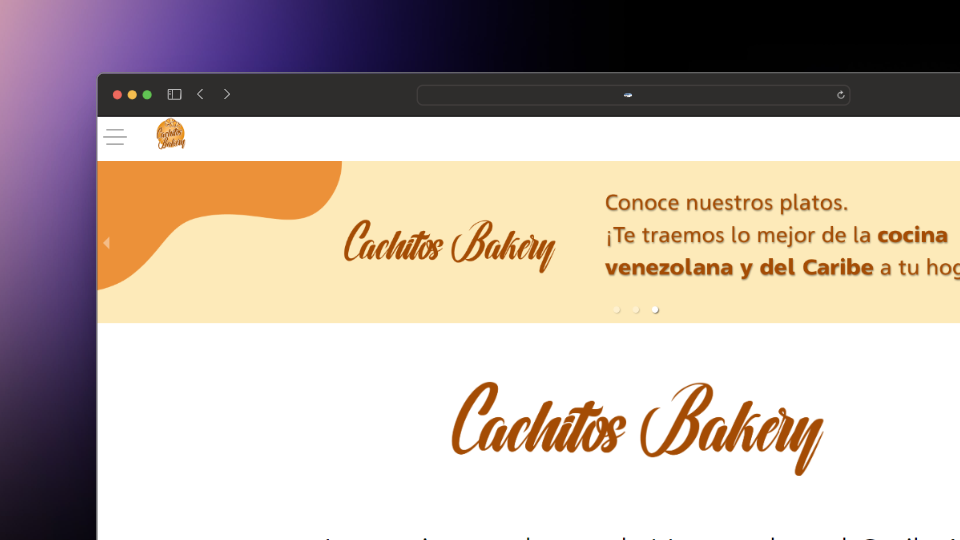 Cachitos
Bakery
Cachitos Bakery
Conoce nuestros platos.
¡Te traemos lo mejor de la cocina
venezolana y del Caribe a tu hog
Cachitos Bakery